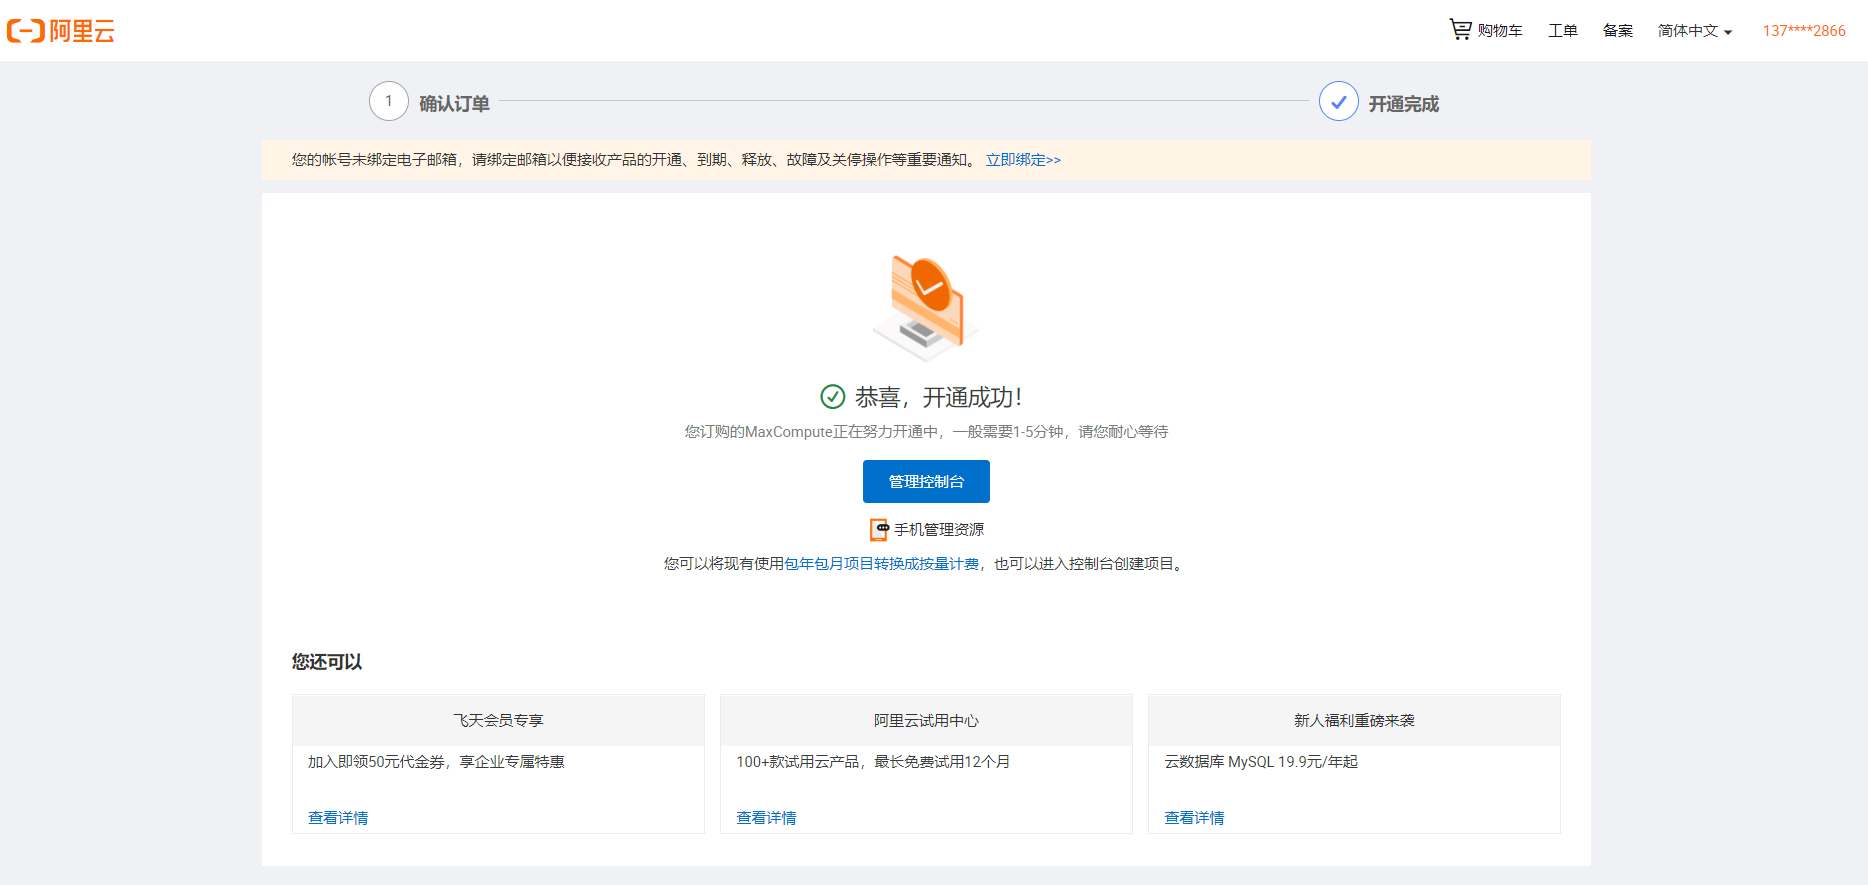 阿里云
购物车 工单 备案 简体中文 137****2866
1 确认订单 开通完成
您的帐号未绑定电子邮箱，请绑定邮箱以便接收产品的开通、到期、释放、故障及关停操作等重要通知。 立即绑定>>
恭喜，开通成功！
您订购的MaxCompute正在努力开通中，一般需要1-5分钟，请您耐心等待
管理控制台
手机管理资源
您可以将现有使用包年包月项目转换成按量计费，也可以进入控制台创建项目。
您还可以
飞天会员专享
加入即领50元代金券，享企业专属特惠
查看详情
阿里云试用中心
100+款试用云产品，最长免费试用12个月
查看详情
新人福利重磅来袭
云数据库 MySQL 19.9元/年起
查看详情